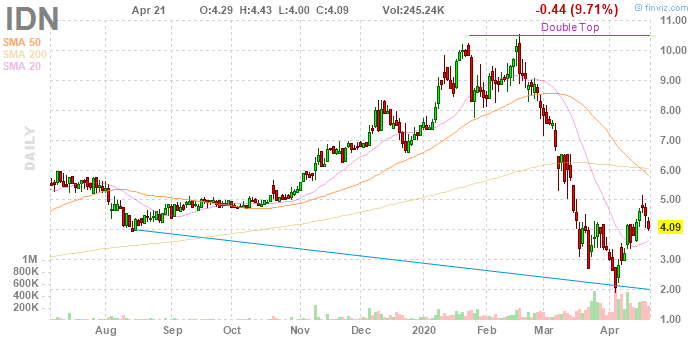 IDN
Apr 21 O:4.29 H:4.43 L:4.00 C:4.09 Vol:245.24K -0.44 (9.71%)
© finviz.com
SMA 50
SMA 200
SMA 20
DAILY
Double Top
11.00
10.00
9.00
8.00
7.00
6.00
5.00
4.09
3.00
2.00
1.00
1M
800K
600K
400K
200K
Aug Sep Oct Nov Dec 2020 Feb Mar Apr